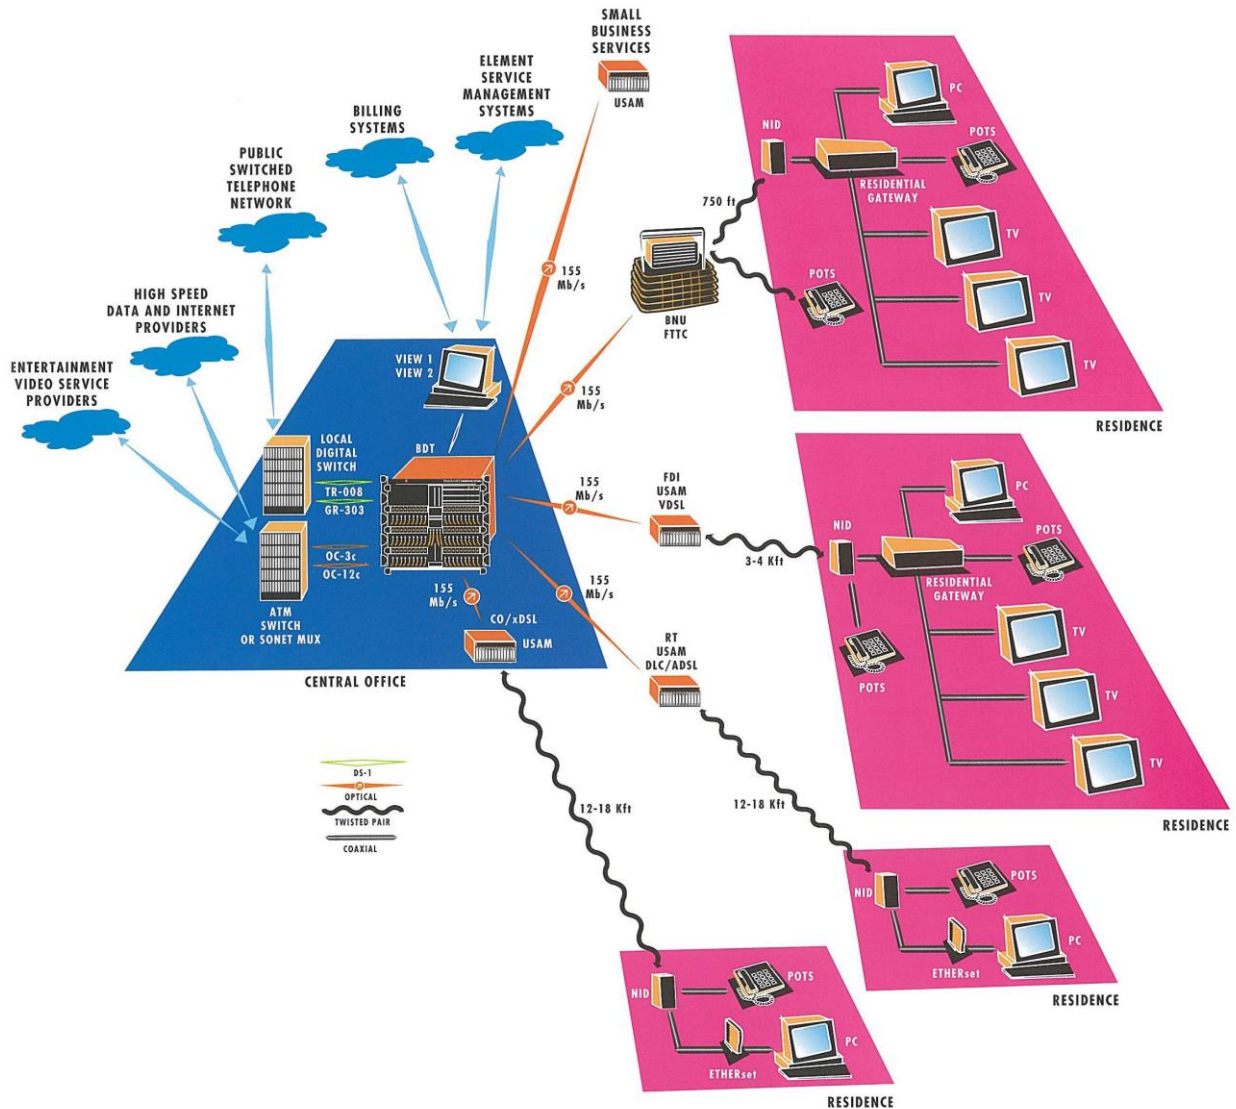 SMALL
BUSINESS
SERVICES
USAM
ELEMENT
SERVICE
MANAGEMENT
SYSTEMS
BILLING
SYSTEMS
PUBLIC
SWITCHED
TELEPHONE
NETWORK
HIGH SPEED
DATA AND INTERNET
PROVIDERS
ENTERTAINMENT
VIDEO SERVICE
PROVIDERS
155
Mb/s
VIEW 1
VIEW 2
LOCAL
DIGITAL
SWITCH
BDT
TR-008
GR-303
OC-3c
OC-12c
ATM
SWITCH
OR SONET MUX
155
Mb/s
CO/xDSL
USAM
CENTRAL OFFICE
155
Mb/s
BNU
FTTC
750 ft
NID
PC
POTS
RESIDENTIAL
GATEWAY
TV
POTS
TV
TV
RESIDENCE
155
Mb/s
FDI
USAM
VDSL
3-4 Kft
NID
PC
POTS
RESIDENTIAL
GATEWAY
POTS
TV
TV
TV
RESIDENCE
155
Mb/s
RT
USAM
DLC/ADSL
12-18 Kft
NID
POTS
PC
ETHERset
RESIDENCE
12-18 Kft
NID
POTS
PC
ETHERset
RESIDENCE
DS-1
OPTICAL
TWISTED PAIR
COAXIAL